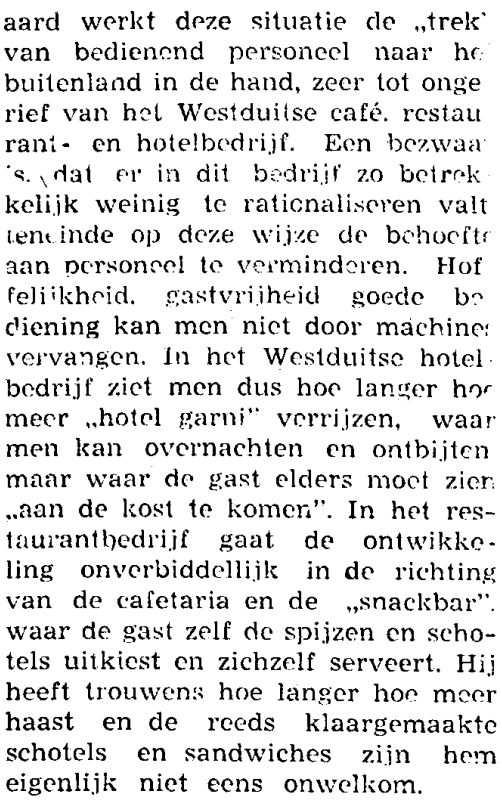 aard werkt deze situatie de „trek"
van bedienend personeel naar he
buitenland in de hand, zeer tot onge
rief van het Westduitse café. restau
rant- en hotelbedrijf. Een bezwaa
is, dat er in dit bedrijf zo betrek
kelijk weinig te rationaliseren valt
teneinde op deze wijze de behoefte
aan personeel te verminderen. Hof
felijkheid. gastvrijheid goede be
diening kan men niet door machines
vervangen. In het Westduitse hotel-
bedrijf ziet men dus hoe langer hoe
meer „hotel garni” verrijzen, waar
men kan overnachten en ontbijten
maar waar de gast elders moet zien
„aan de kost te komen”. In het res-
taurantbedrijf gaat de ontwikke-
ling onverbiddellijk in de richting
van de cafetaria en de „snackbar”.
waar de gast zelf de spijzen en scho-
tels uitkiest en zichzelf serveert. Hij
heeft trouwens hoe langer hoe meer
haast en de reeds klaargemaakte
schotels en sandwiches zijn hem
eigenlijk niet eens onwelkom.